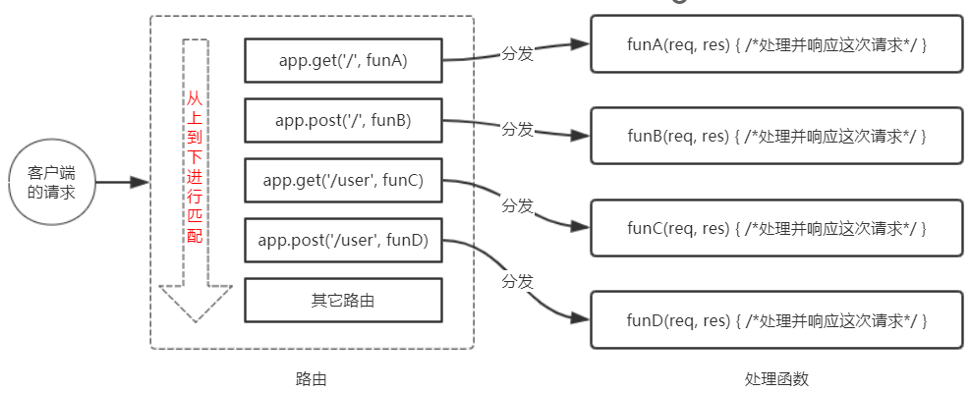 客户端
的请求
从上到下进行匹配
app.get('/', funA)
app.post('/', funB)
app.get('/user', funC)
app.post('/user', funD)
其它路由
路由
分发
分发
分发
分发
funA(req, res) { /*处理并响应这次请求*/ }
funB(req, res) { /*处理并响应这次请求*/ }
funC(req, res) { /*处理并响应这次请求*/ }
funD(req, res) { /*处理并响应这次请求*/ }
处理函数